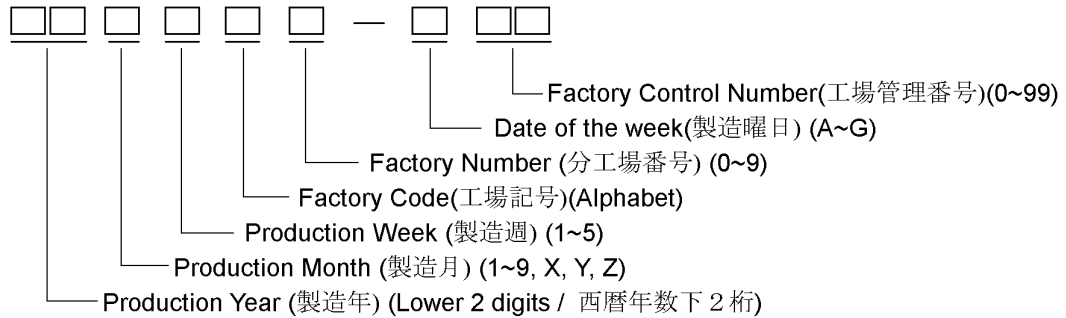 Factory Control Number(工場管理番号)(0~99)
Date of the week(製造曜日) (A~G)
Factory Number (分工場番号) (0~9)
Factory Code(工場記号)(Alphabet)
Production Week (製造週) (1~5)
Production Month (製造月) (1~9, X, Y, Z)
Production Year (製造年) (Lower 2 digits / 西暦年数下２桁)